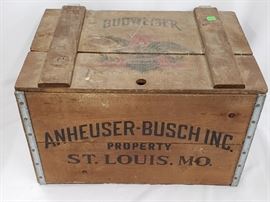 BUDWEISER
ANHEUSER-BUSCH INC.
PROPERTY
ST. LOUIS. MO.